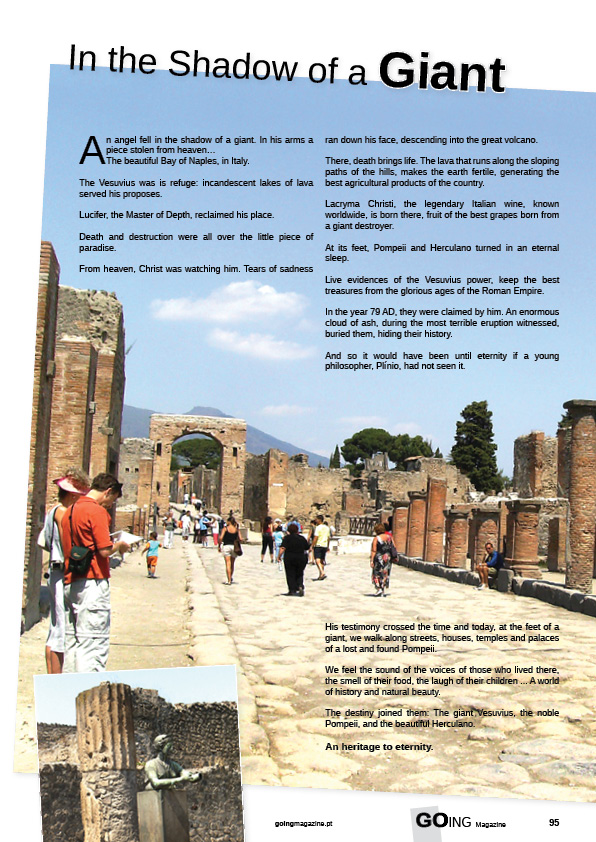 In the Shadow of a Giant
An angel fell in the shadow of a giant. In his arms a
piece stolen from heaven…
The beautiful Bay of Naples, in Italy.
The Vesuvius was is refuge: incandescent lakes of lava
served his proposes.
Lucifer, the Master of Depth, reclaimed his place.
Death and destruction were all over the little piece of
paradise.
From heaven, Christ was watching him. Tears of sadness
ran down his face, descending into the great volcano.
There, death brings life. The lava that runs along the sloping
paths of the hills, makes the earth fertile, generating the
best agricultural products of the country.
Lacryma Christi, the legendary Italian wine, known
worldwide, is born there, fruit of the best grapes born from
a giant destroyer.
At its feet, Pompeii and Herculano turned in an eternal
sleep.
Live evidences of the Vesuvius power, keep the best
treasures from the glorious ages of the Roman Empire.
In the year 79 AD, they were claimed by him. An enormous
cloud of ash, during the most terrible eruption witnessed,
buried them, hiding their history.
And so it would have been until eternity if a young
philosopher, Plínio, had not seen it.
His testimony crossed the time and today, at the feet of a
giant, we walk along streets, houses, temples and palaces
of a lost and found Pompeii.
We feel the sound of the voices of those who lived there,
the smell of their food, the laugh of their children ... A world
of history and natural beauty.
The destiny joined them: The giant Vesuvius, the noble
Pompeii, and the beautiful Herculano.
An heritage to eternity.
goingmagazine.pt
GOING Magazine
95